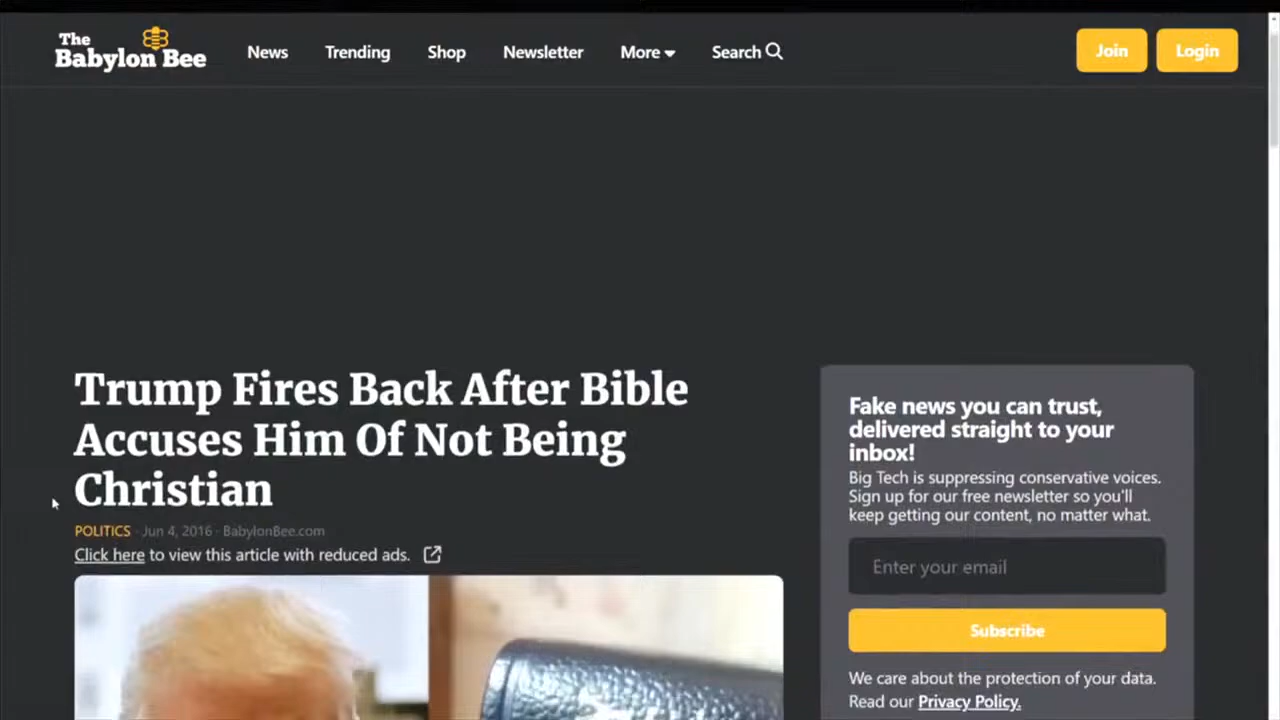 The
Babylon Bee
News
Trending
Shop
Newsletter
More
Search
Join
Login
Trump Fires Back After Bible
Accuses Him Of Not Being
Christian
POLITICS · Jun 4, 2016 · BabylonBee.com
Click here to view this article with reduced ads.
Fake news you can trust,
delivered straight to your
inbox!
Big Tech is suppressing conservative voices.
Sign up for our free newsletter so you'll
keep getting our content, no matter what.
Enter your email
Subscribe
We care about the protection of your data.
Read our Privacy Policy.